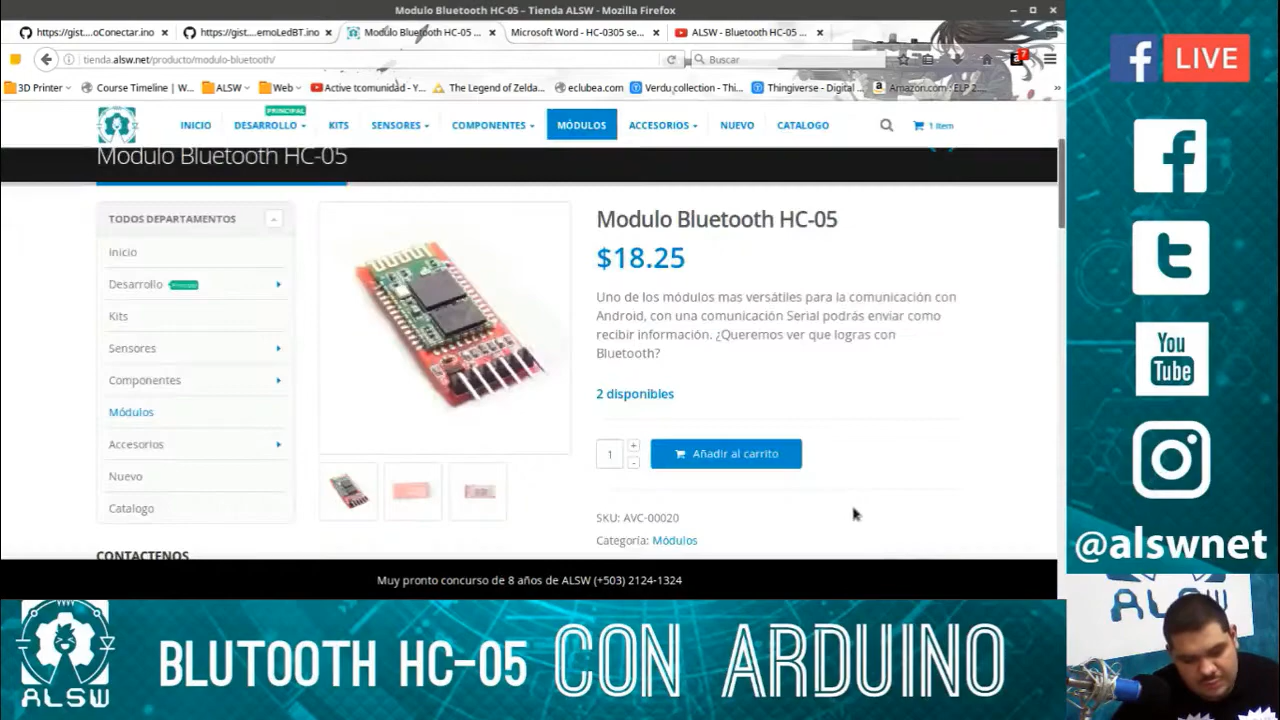 Modulo Bluetooth HC-05 – Tienda ALSW - Mozilla Firefox
https://gist....oConectar.ino
https://gist....emoLedBT.ino
Modulo Bluetooth HC-05 ...
Microsoft Word - HC-0305 se...
ALSW - Bluetooth HC-05 ...
tienda.alsw.net/producto/modulo-bluetooth/
Buscar
7
3D Printer
Course Timeline - W...
ALSW
Web
Active tcomunidad - Y...
The Legend of Zelda...
eclubea.com
Verdu collection - Thi...
Thingiverse - Digital ...
Amazon.com: ELP 2...
»
PRINCIPAL
INICIO
DESARROLLO
KITS
SENSORES
COMPONENTES
MÓDULOS
ACCESORIOS
NUEVO
CATALOGO
1 Item
Modulo Bluetooth HC-05
TODOS DEPARTAMENTOS
Inicio
Desarrollo
Kits
Sensores
Componentes
Módulos
Accesorios
Nuevo
Catalogo
CONTACTENOS
Modulo Bluetooth HC-05
$18.25
Uno de los módulos mas versátiles para la comunicación con
Android, con una comunicación Serial podrás enviar como
recibir información. ¿Queremos ver que logras con
Bluetooth?
2 disponibles
1
+
-
Añadir al carrito
SKU: AVC-00020
Categoría: Módulos
Muy pronto concurso de 8 años de ALSW (+503) 2124-1324
f LIVE
You
Tube
@alswnet
ALSW
ALSW
BLUTOOTH HC-05 CON ARDUINO